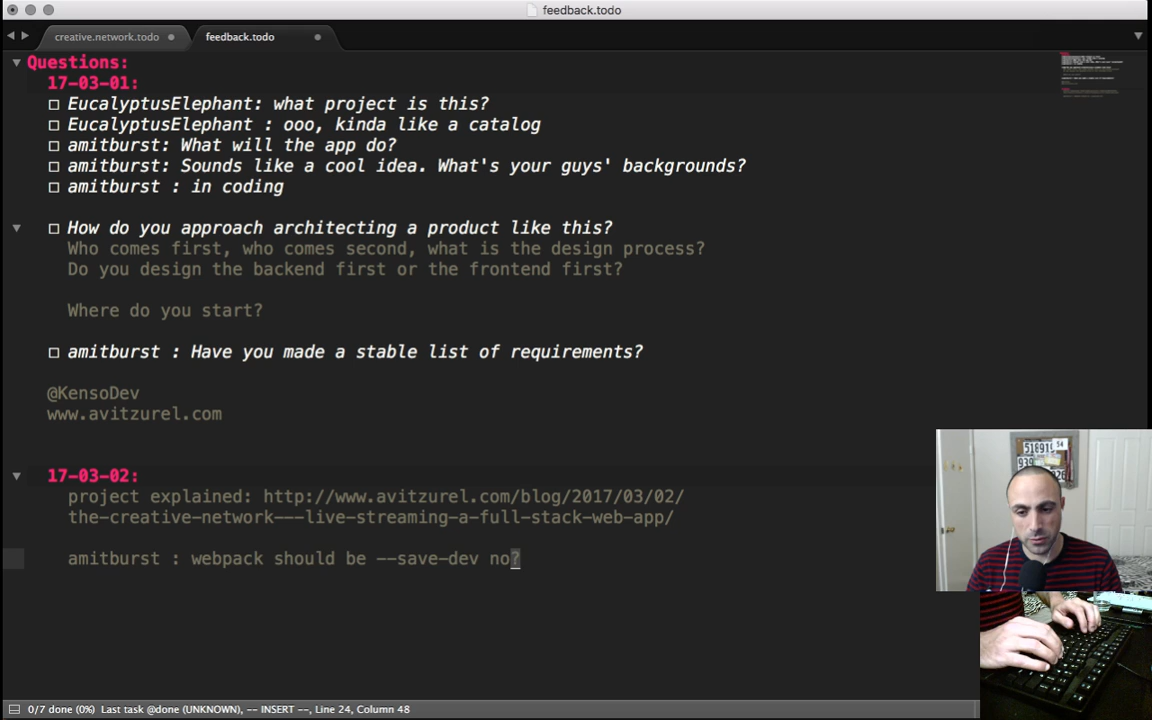 feedback.todo
creative.network.todo
feedback.todo
Questions:
17-03-01:
EucalyptusElephant: what project is this?
EucalyptusElephant : ooo, kinda like a catalog
amitburst: What will the app do?
amitburst: Sounds like a cool idea. What's your guys' backgrounds?
amitburst : in coding
How do you approach architecting a product like this?
Who comes first, who comes second, what is the design process?
Do you design the backend first or the frontend first?
Where do you start?
amitburst : Have you made a stable list of requirements?
@KensoDev
www.avitzurel.com
17-03-02:
project explained: http://www.avitzurel.com/blog/2017/03/02/
the-creative-network---live-streaming-a-full-stack-web-app/
amitburst : webpack should be --save-dev no?
0/7 done (0%) Last task @done (UNKNOWN), -- INSERT --, Line 24, Column 48